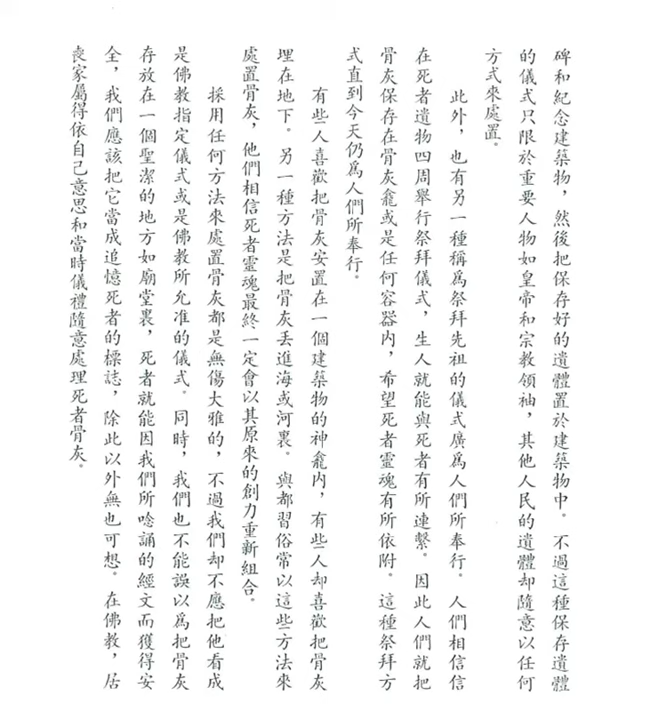 碑和紀念建築物，然後把保存好的遺體置於建築物中。不過這種保存遺體
的儀式只限於重要人物如皇帝和宗教領袖，其他人民的遺體却隨意以任何
方式來處置。
此外，也有另一種稱爲祭拜先祖的儀式廣爲人們所奉行。人們相信信
在死者遺物四周舉行祭拜儀式，生人就能與死者有所連繫。因此人們就把
骨灰保存在骨灰龕或是任何容器內，希望死者靈魂有所依附。這種祭拜方
式直到今天仍爲人們所奉行。
有些人喜歡把骨灰安置在一個建築物的神龕內，有些人却喜歡把骨灰
埋在地下。另一種方法是把骨灰丟進海或河裏。與都習俗常以這些方法來
處置骨灰，他們相信死者靈魂最終一定會以其原來的創力重新組合。
採用任何方法來處置骨灰都是無傷大雅的，不過我們却不應把他看成
是佛教指定儀式或是佛教所允准的儀式。同時，我們也不能誤以爲把骨灰
存放在一個聖潔的地方如廟堂裏，死者就能因我們所唸誦的經文而獲得安
全，我們應該把它當成追憶死者的標誌，除此以外無也可想。在佛教，居
喪家屬得依自己意思和當時儀禮隨意處理死者骨灰。